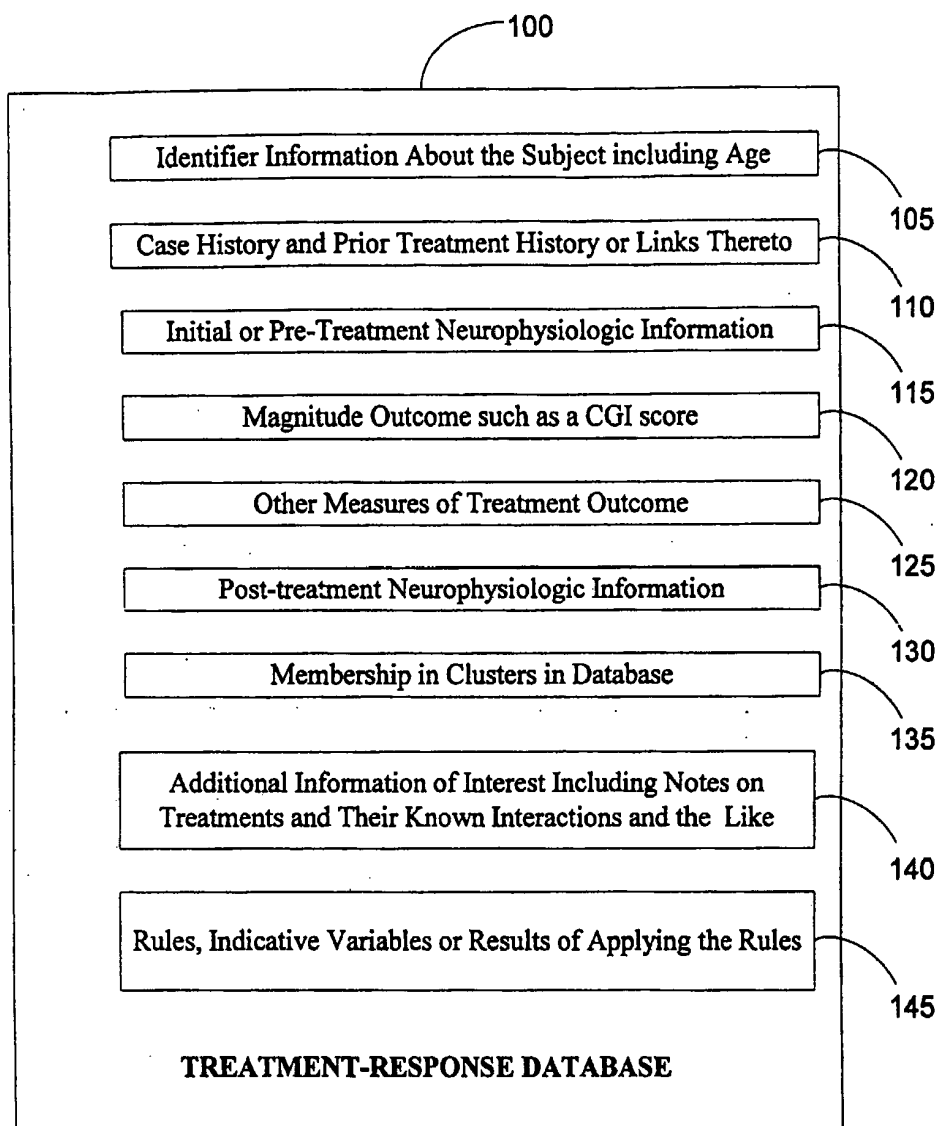 100
Identifier Information About the Subject including Age
105
Case History and Prior Treatment History or Links Thereto
110
Initial or Pre-Treatment Neurophysiologic Information
115
Magnitude Outcome such as a CGI score
120
Other Measures of Treatment Outcome
125
Post-treatment Neurophysiologic Information
130
Membership in Clusters in Database
135
Additional Information of Interest Including Notes on
Treatments and Their Known Interactions and the Like
140
Rules, Indicative Variables or Results of Applying the Rules
145
TREATMENT-RESPONSE DATABASE